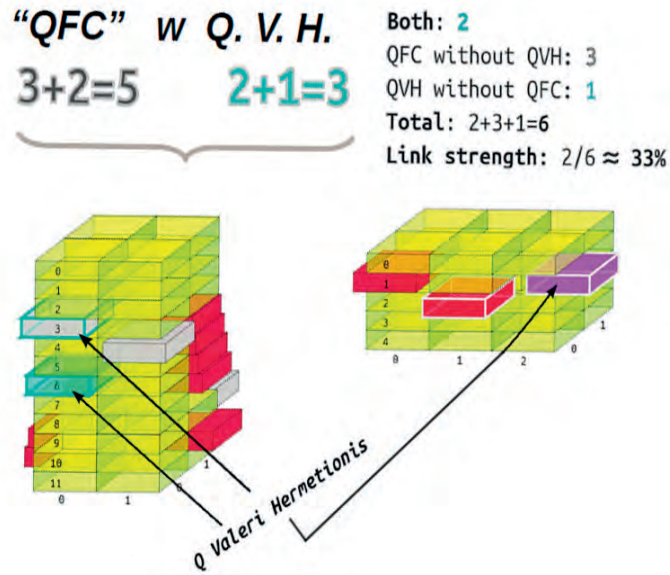 “QFC” w Q. V. H.
3+2=5 2+1=3
Both: 2
QFC without QVH: 3
QVH without QFC: 1
Total: 2+3+1=6
Link strength: 2/6 ≈ 33%
0
1
2
3
4
5
6
7
8
9
10
11
0 1
0
1
0
1
2
3
4
0 1 2
0
1
Q Valeri Hermetionis